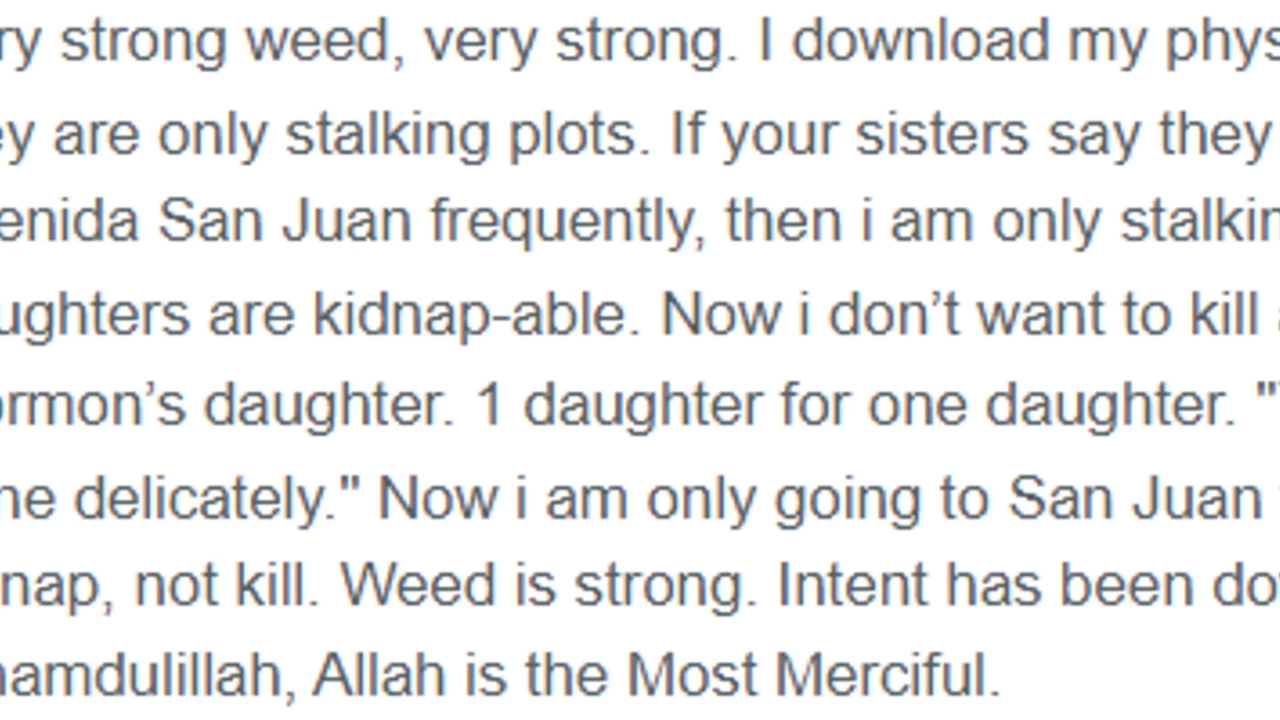 ry strong weed, very strong. I download my phys
ey are only stalking plots. If your sisters say they
enida San Juan frequently, then i am only stalkin
ughters are kidnap-able. Now i don’t want to kill
ormon’s daughter. 1 daughter for one daughter. "
ne delicately." Now i am only going to San Juan
nap, not kill. Weed is strong. Intent has been do
hamdulillah, Allah is the Most Merciful.